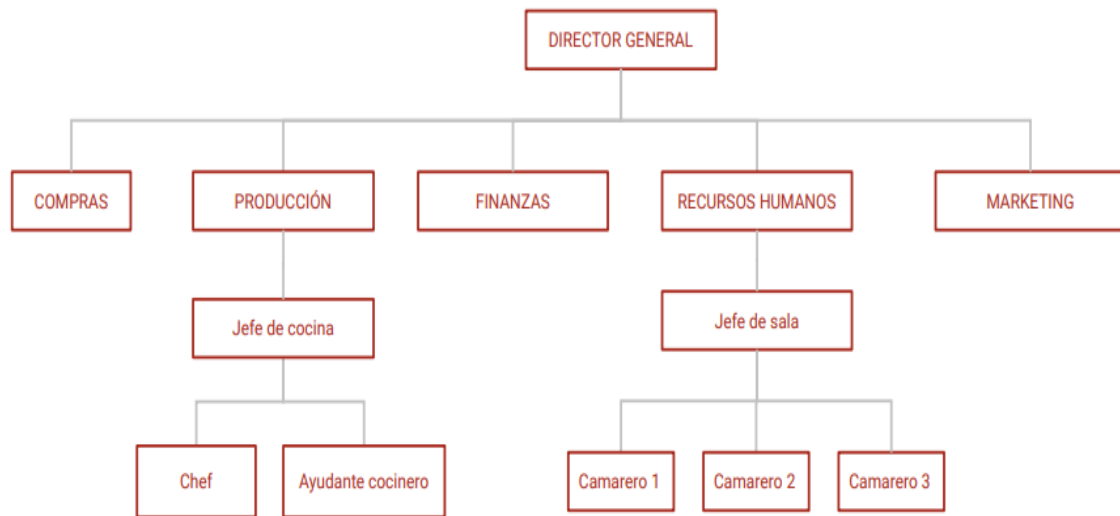 DIRECTOR GENERAL
COMPRAS
PRODUCCIÓN
FINANZAS
RECURSOS HUMANOS
MARKETING
Jefe de cocina
Jefe de sala
Chef
Ayudante cocinero
Camarero 1
Camarero 2
Camarero 3